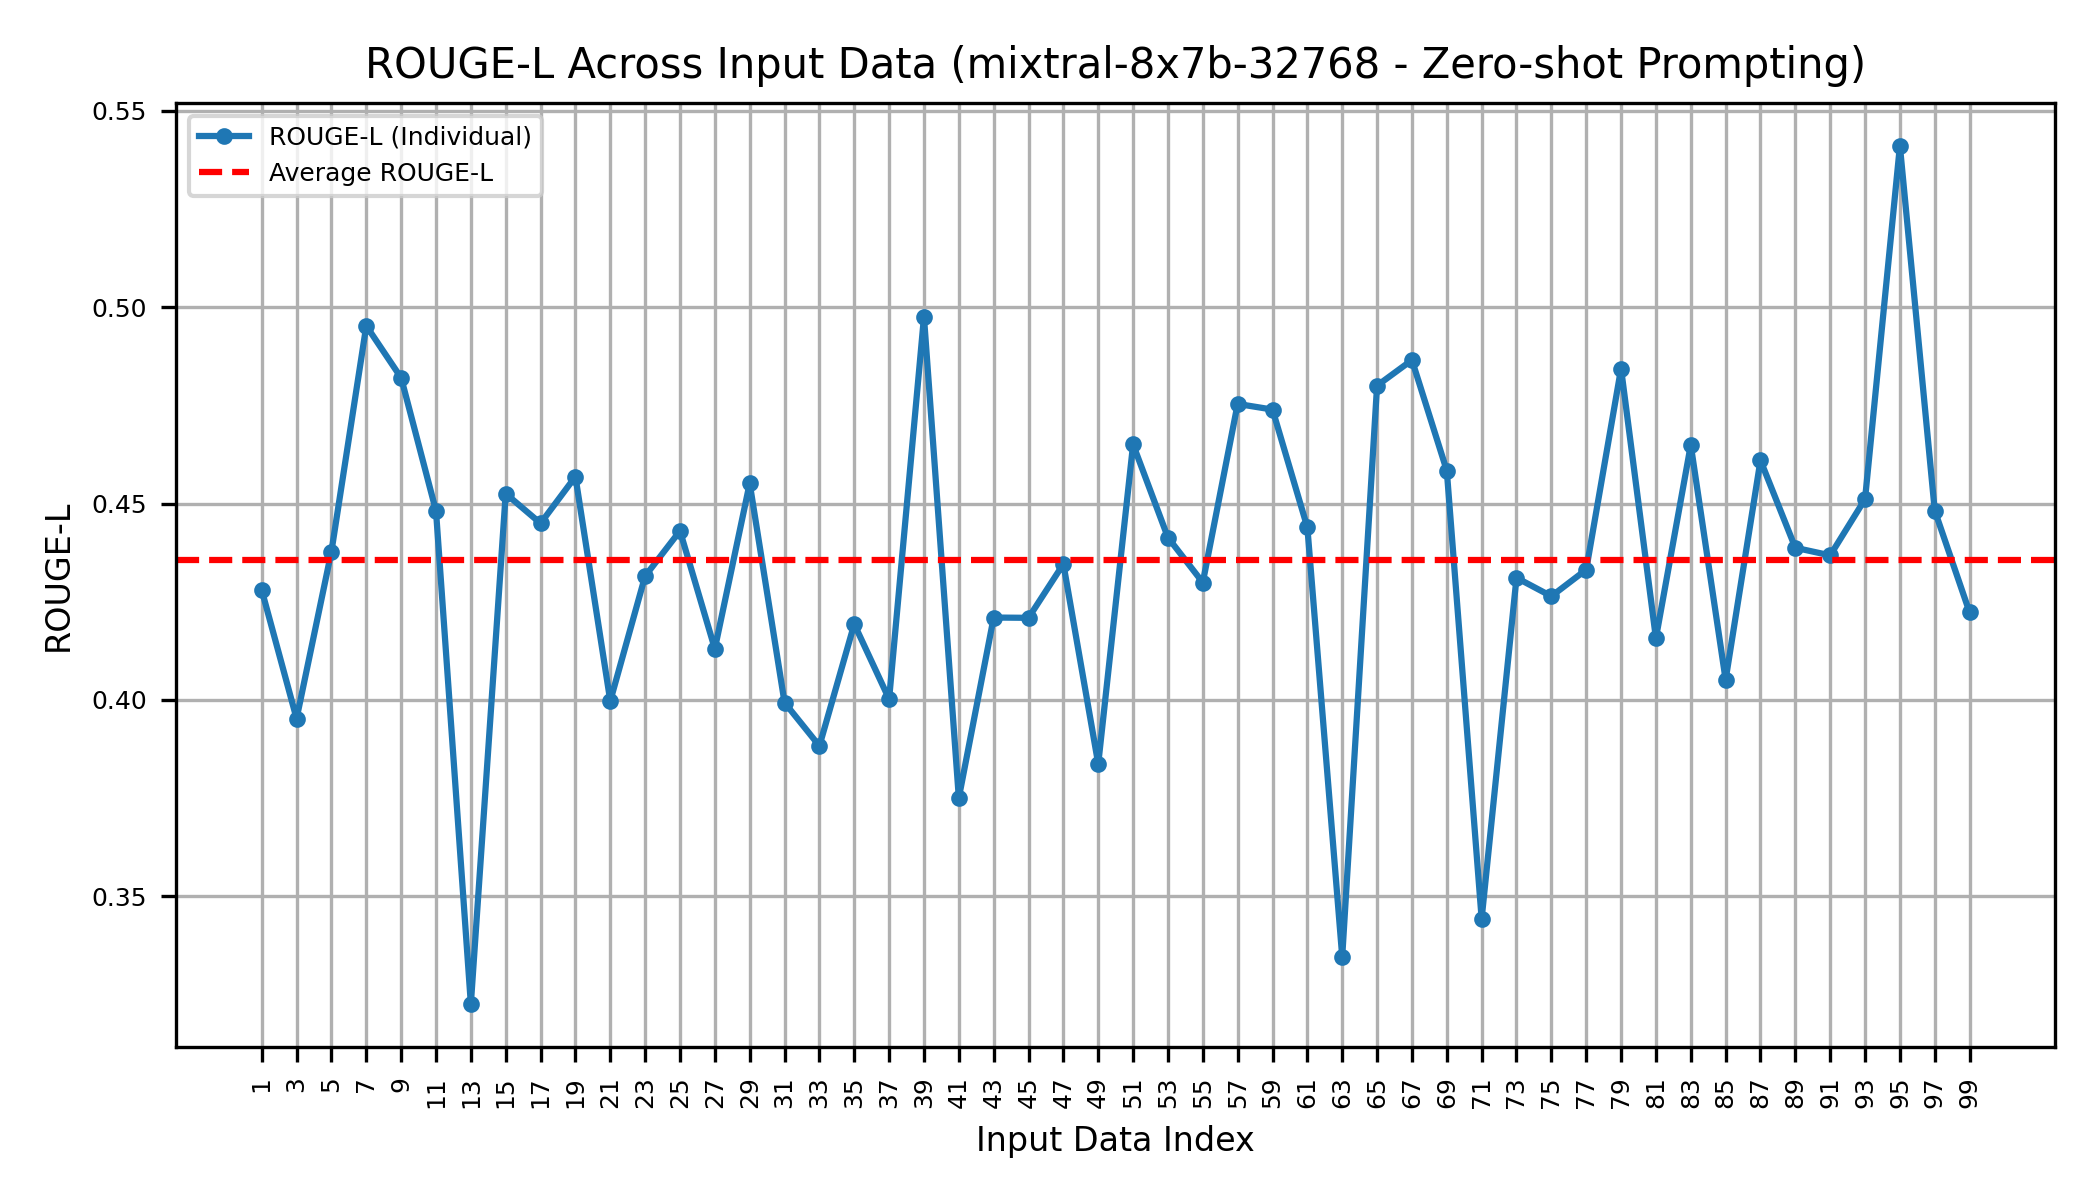 ROUGE-L Across Input Data (mixtral-8x7b-32768 - Zero-shot Prompting)
ROUGE-L (Individual)
Average ROUGE-L
ROUGE-L
0.55
0.50
0.45
0.40
0.35
1 3 5 7 9 11 13 15 17 19 21 23 25 27 29 31 33 35 37 39 41 43 45 47 49 51 53 55 57 59 61 63 65 67 69 71 73 75 77 79 81 83 85 87 89 91 93 95 97 99
Input Data Index